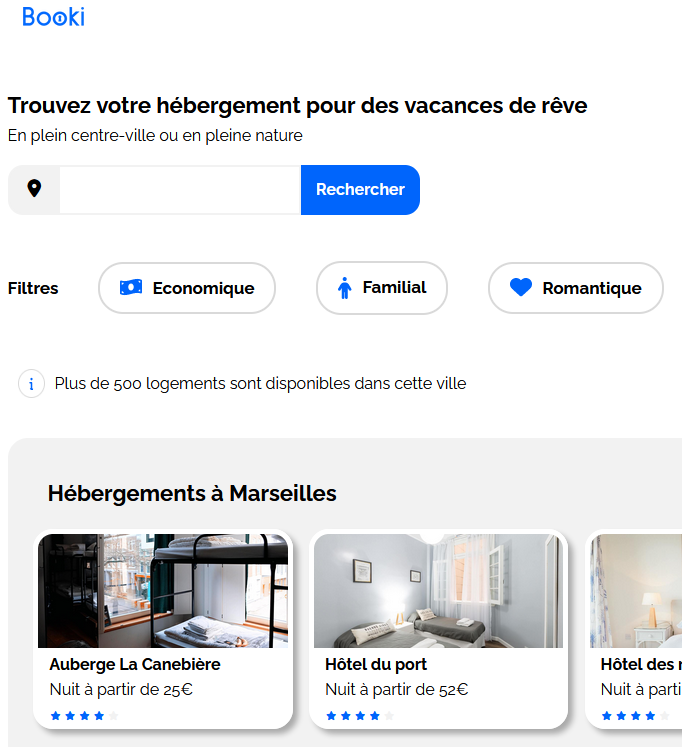 Booki
Trouvez votre hébergement pour des vacances de rêve
En plein centre-ville ou en pleine nature
Rechercher
Filtres
Economique
Familial
Romantique
i
Plus de 500 logements sont disponibles dans cette ville
Hébergements à Marseilles
Auberge La Canebière
Hôtel du port
Hôtel des
Nuit à partir de 25€
Nuit à partir de 52€
Nuit à parti